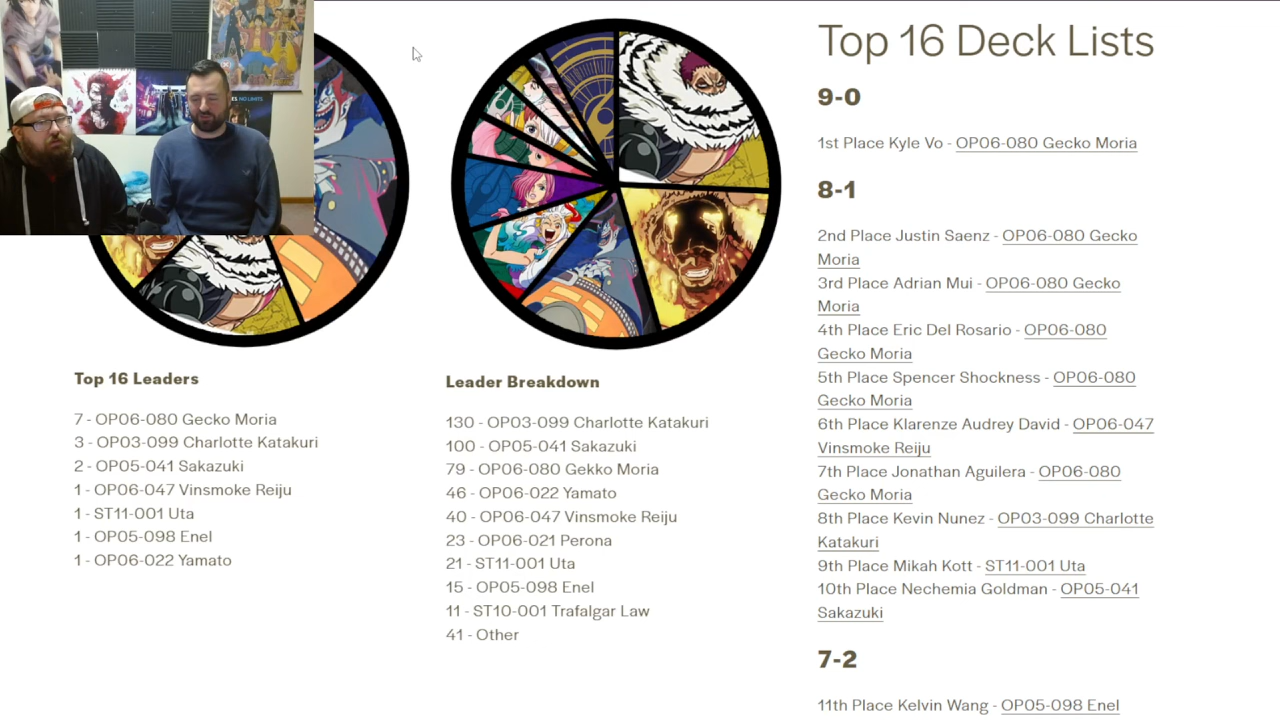 Top 16 Leaders
7 - OP06-080 Gecko Moria
3 - OP03-099 Charlotte Katakuri
2 - OP05-041 Sakazuki
1 - OP06-047 Vinsmoke Reiju
1 - ST11-001 Uta
1 - OP05-098 Enel
1 - OP06-022 Yamato
Leader Breakdown
130 - OP03-099 Charlotte Katakuri
100 - OP05-041 Sakazuki
79 - OP06-080 Gekko Moria
46 - OP06-022 Yamato
40 - OP06-047 Vinsmoke Reiju
23 - OP06-021 Perona
21 - ST11-001 Uta
15 - OP05-098 Enel
11 - ST10-001 Trafalgar Law
41 - Other
Top 16 Deck Lists
9-0
1st Place Kyle Vo - OP06-080 Gecko Moria
8-1
2nd Place Justin Saenz - OP06-080 Gecko
Moria
3rd Place Adrian Mui - OP06-080 Gecko
Moria
4th Place Eric Del Rosario - OP06-080
Gecko Moria
5th Place Spencer Shockness - OP06-080
Gecko Moria
6th Place Klarenze Audrey David - OP06-047
Vinsmoke Reiju
7th Place Jonathan Aguilera - OP06-080
Gecko Moria
8th Place Kevin Nunez - OP03-099 Charlotte
Katakuri
9th Place Mikah Kott - ST11-001 Uta
10th Place Nechemia Goldman - OP05-041
Sakazuki
7-2
11th Place Kelvin Wang - OP05-098 Enel
NO LIMITS